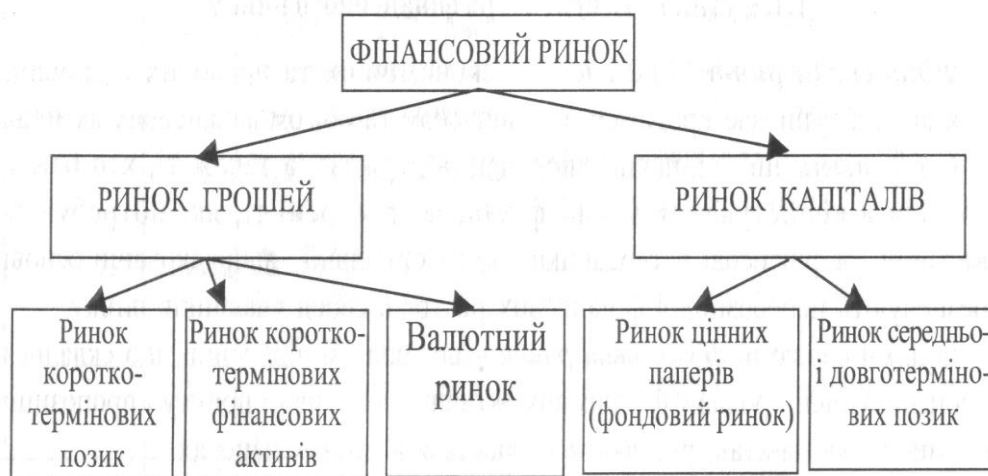 ФІНАНСОВИЙ РИНОК
РИНОК ГРОШЕЙ
РИНОК КАПІТАЛІВ
Ринок
коротко-
термінових
позик
Ринок коротко-
термінових
фінансових
активів
Валютний
ринок
Ринок цінних
паперів
(фондовий ринок)
Ринок середньо-
і довготерміно-
вих позик